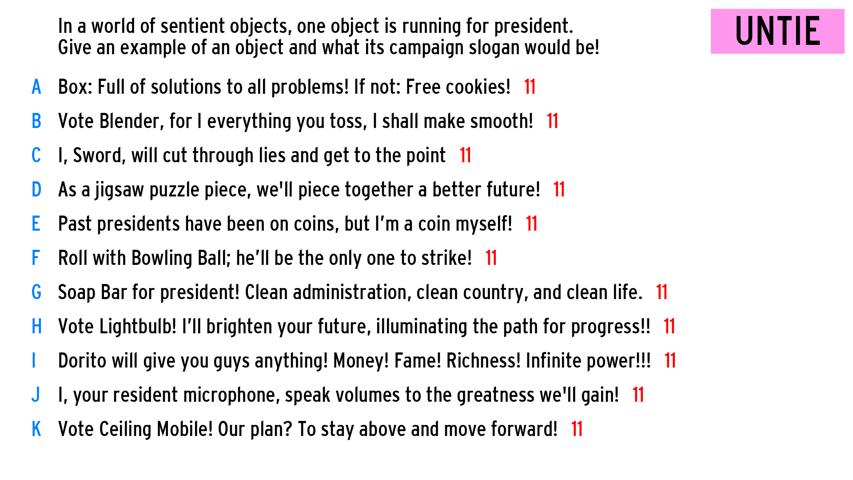 In a world of sentient objects, one object is running for president.
Give an example of an object and what its campaign slogan would be!
UNTIE
A Box: Full of solutions to all problems! If not: Free cookies! 11
B Vote Blender, for I everything you toss, I shall make smooth! 11
C I, Sword, will cut through lies and get to the point 11
D As a jigsaw puzzle piece, we'll piece together a better future! 11
E Past presidents have been on coins, but I'm a coin myself! 11
F Roll with Bowling Ball; he'll be the only one to strike! 11
G Soap Bar for president! Clean administration, clean country, and clean life. 11
H Vote Lightbulb! I'll brighten your future, illuminating the path for progress!! 11
I Dorito will give you guys anything! Money! Fame! Richness! Infinite power!!! 11
J I, your resident microphone, speak volumes to the greatness we'll gain! 11
K Vote Ceiling Mobile! Our plan? To stay above and move forward! 11